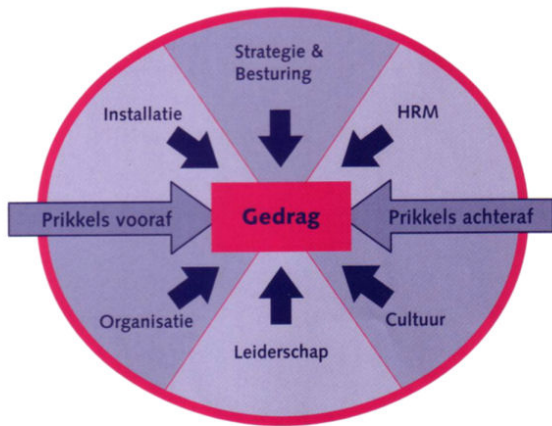 Strategie &
Besturing
Installatie
HRM
Prikkels vooraf
Gedrag
Prikkels achteraf
Organisatie
Cultuur
Leiderschap